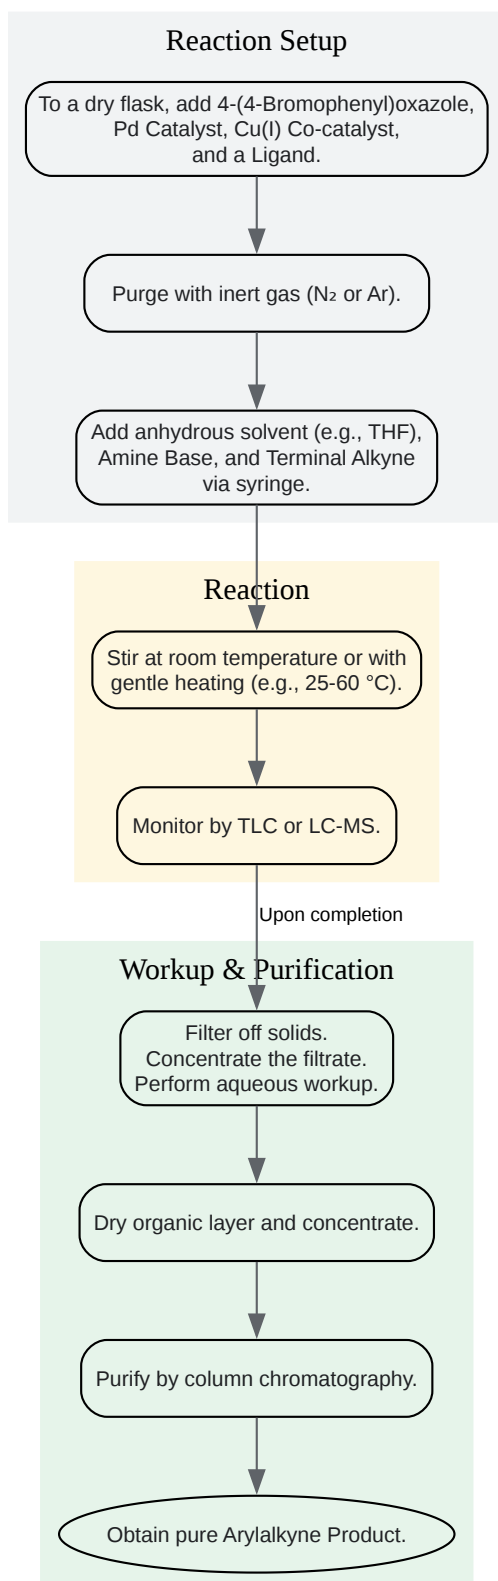 Reaction Setup
To a dry flask, add 4-(4-Bromophenyl)oxazole,
Pd Catalyst, Cu(I) Co-catalyst,
and a Ligand.
Purge with inert gas (N₂ or Ar).
Add anhydrous solvent (e.g., THF),
Amine Base, and Terminal Alkyne
via syringe.
Reaction
Stir at room temperature or with
gentle heating (e.g., 25-60 °C).
Monitor by TLC or LC-MS.
Upon completion
Workup & Purification
Filter off solids.
Concentrate the filtrate.
Perform aqueous workup.
Dry organic layer and concentrate.
Purify by column chromatography.
Obtain pure Arylalkyne Product.